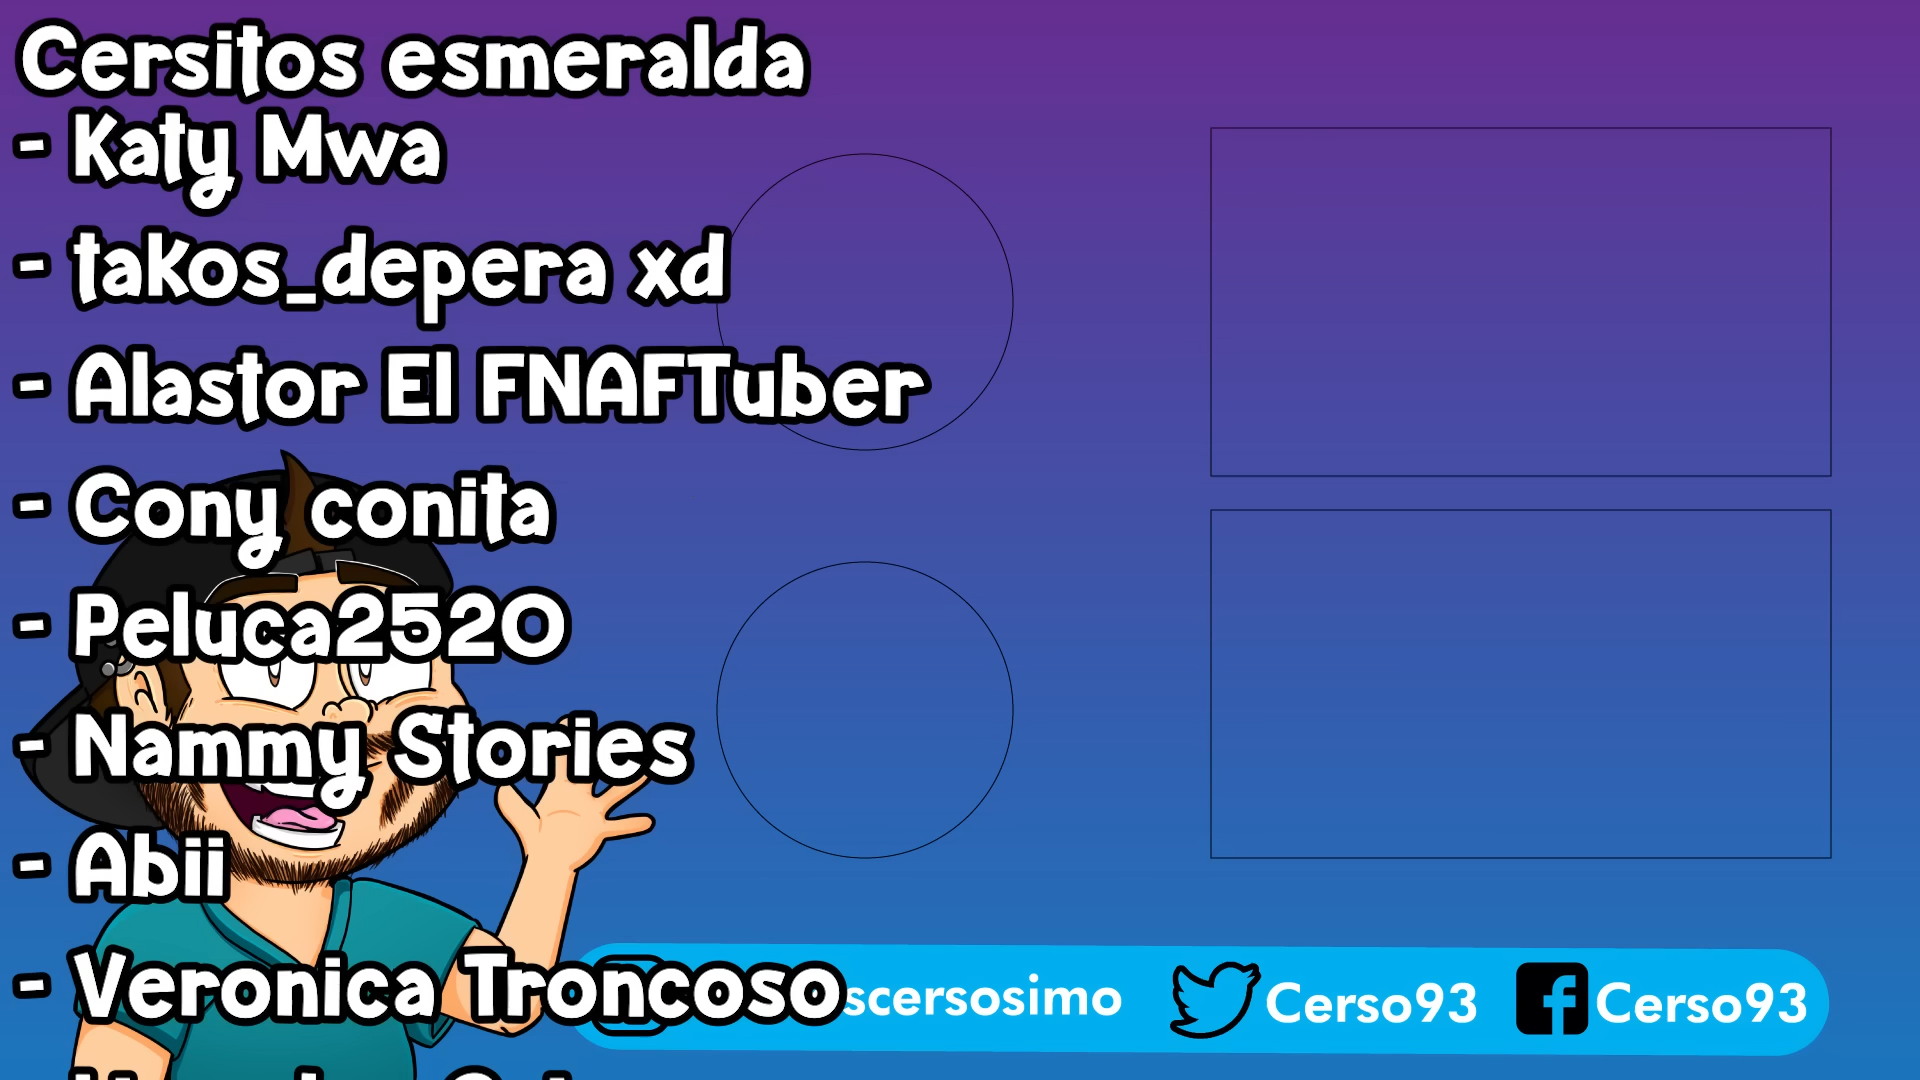 Cersitos esmeralda
- Katy Mwa
- takos_depera xd
- Alastor El FNAFTuber
- Cony conita
- Peluca2520
- Nammy Stories
- Abii
- Veronica Troncoso
scersosimo Cerso93 Cerso93